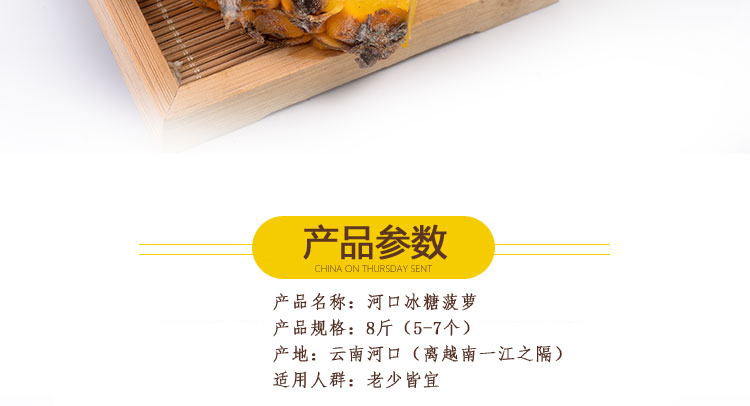 产品参数
CHINA ON THURSDAY SENT
产品名称：河口冰糖菠萝
产品规格：8斤（5-7个）
产地：云南河口（离越南一江之隔）
适用人群：老少皆宜